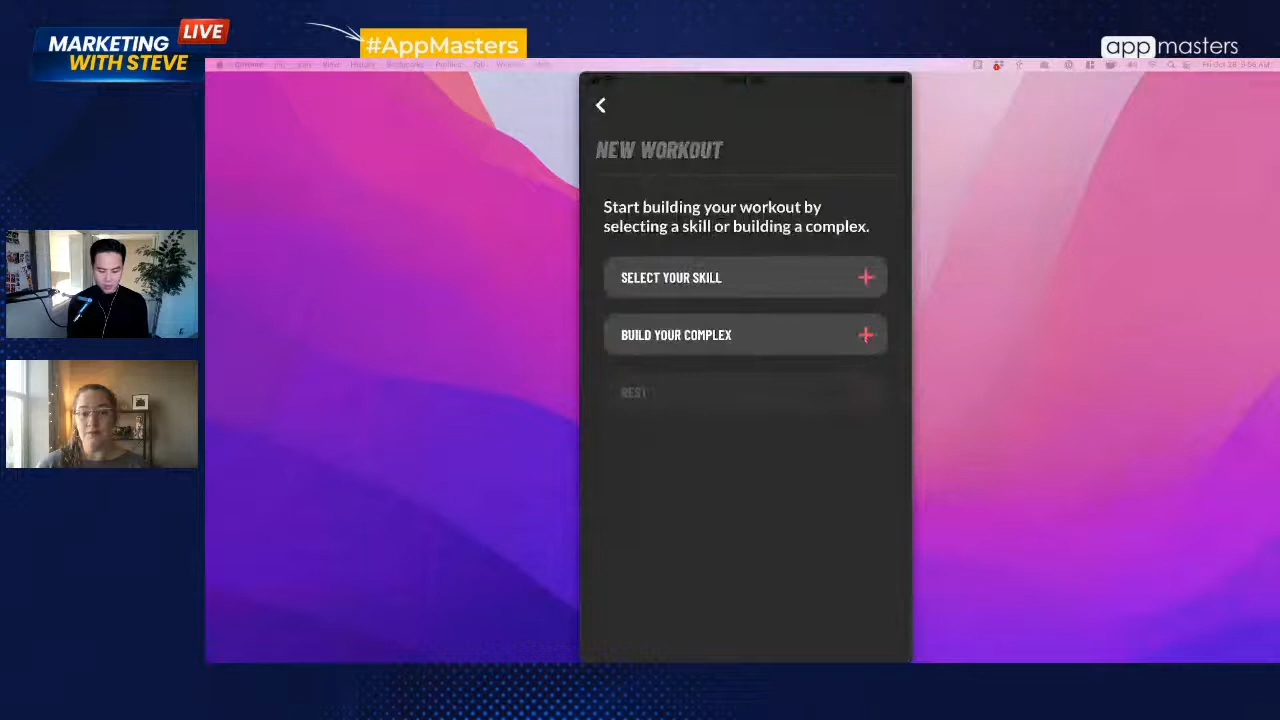 MARKETING
LIVE
WITH STEVE
#AppMasters
app masters
NEW WORKOUT
Start building your workout by
selecting a skill or building a complex.
SELECT YOUR SKILL
BUILD YOUR COMPLEX
REST